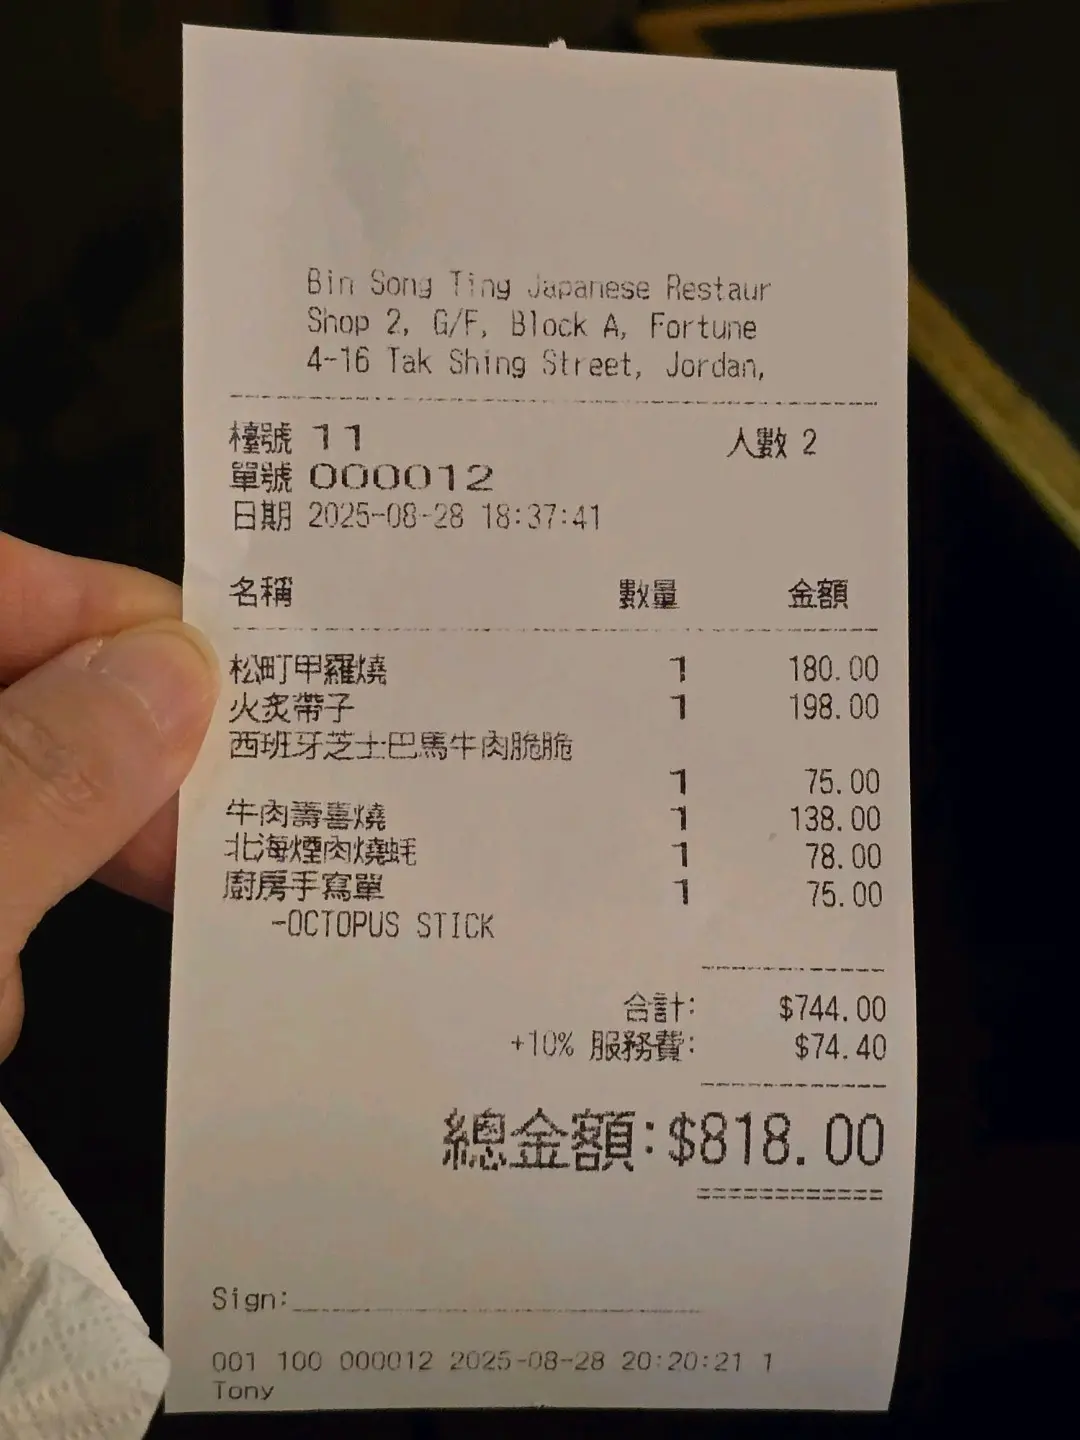 Bin Song Ting Japanese Restaur
Shop 2, G/F, Block A, Fortune
4-16 Tak Shing Street, Jordan,
檯號 11 人數 2
單號 000012
日期 2025-08-28 18:37:41
名稱 數量 金額
松町甲羅燒 1 180.00
火炙帶子 1 198.00
西班牙芝士巴馬牛肉脆脆
1 75.00
牛肉壽喜燒 1 138.00
北海煙肉燒蚝 1 78.00
廚房手寫單 1 75.00
-OCTOPUS STICK
合計: $744.00
+10% 服務費: $74.40
總金額: $818.00
Sign:
001 100 000012 2025-08-28 20:20:21 1
Tony